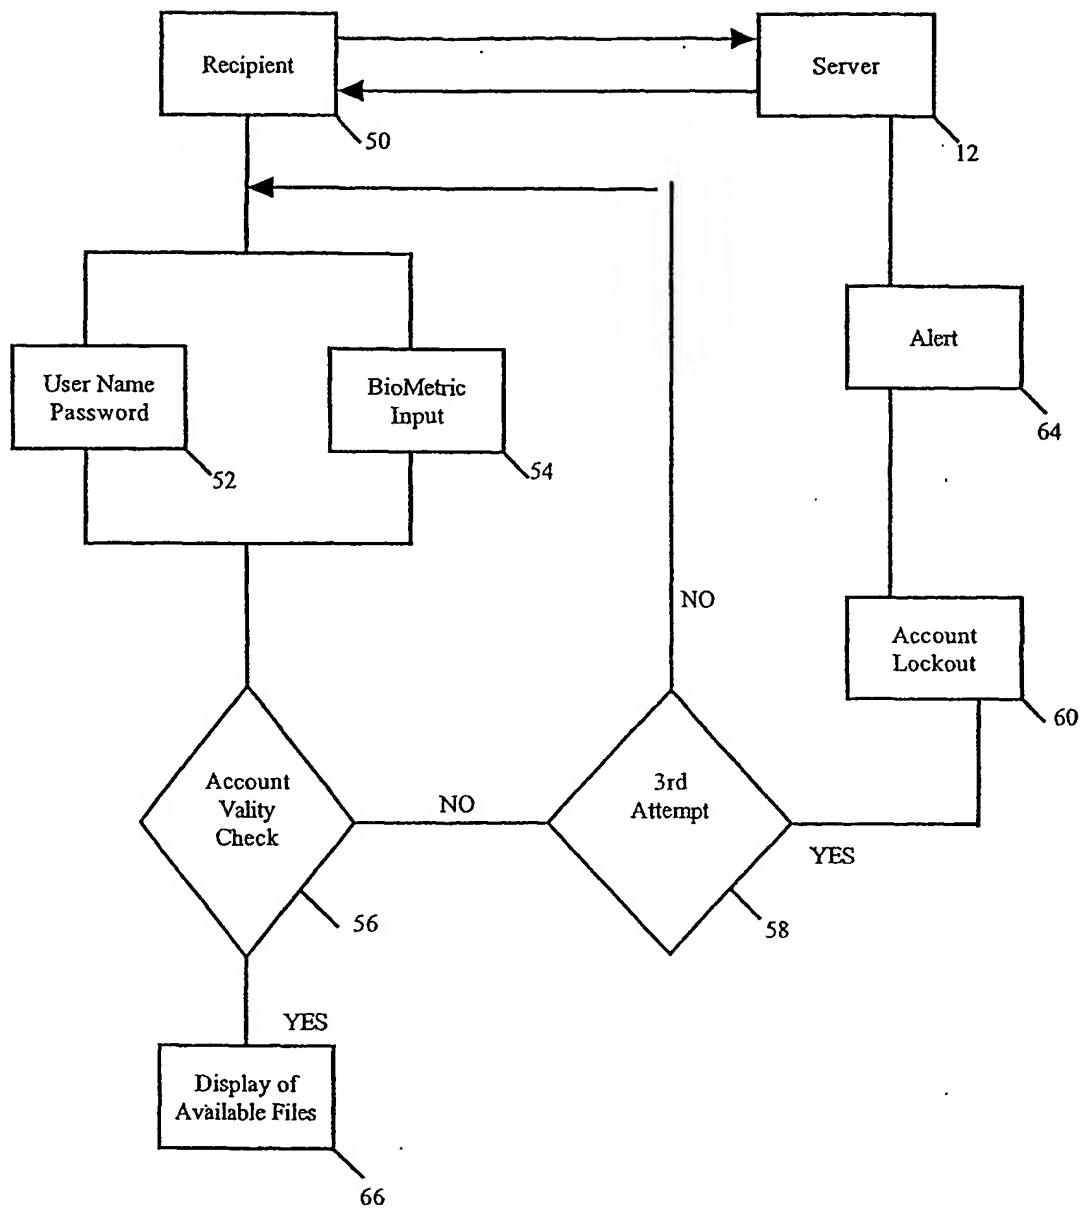 Recipient
Server
50
12
User Name
Password
BioMetric
Input
Alert
52
54
64
NO
Account
Lockout
60
Account
Vality
Check
NO
3rd
Attempt
YES
56
58
YES
Display of
Available Files
66